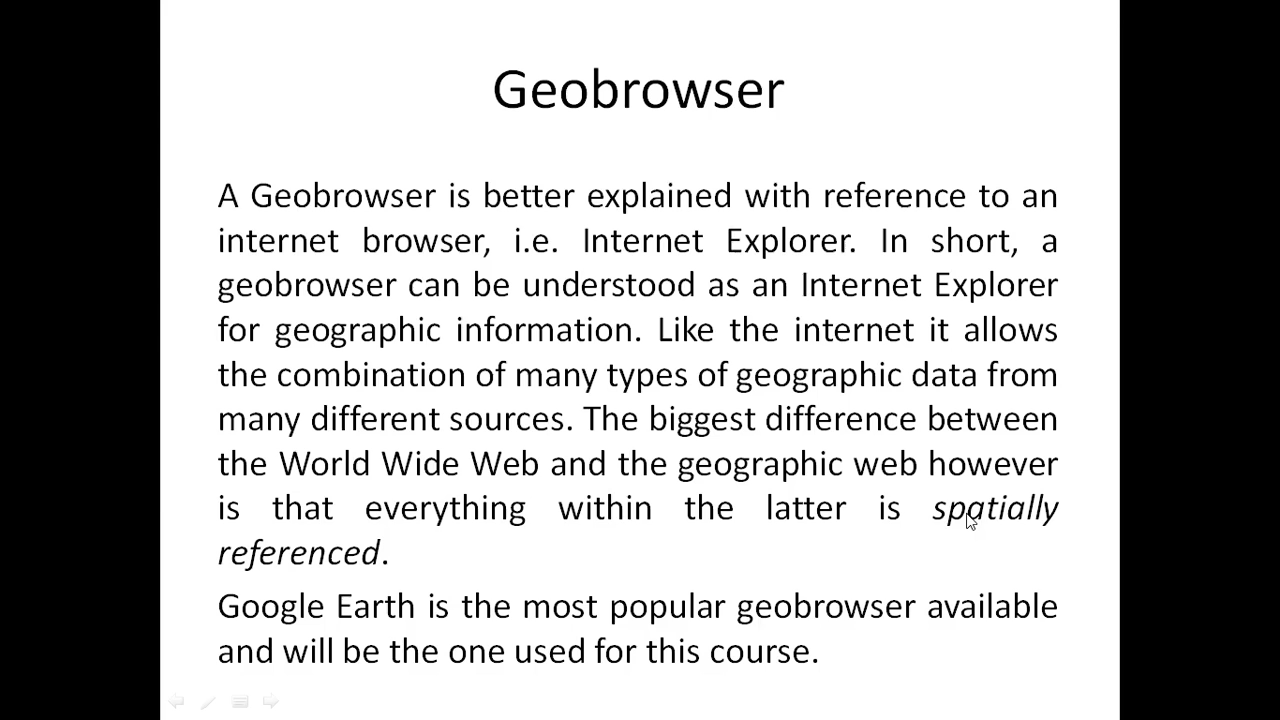 Geobrowser
A Geobrowser is better explained with reference to an
internet browser, i.e. Internet Explorer. In short, a
geobrowser can be understood as an Internet Explorer
for geographic information. Like the internet it allows
the combination of many types of geographic data from
many different sources. The biggest difference between
the World Wide Web and the geographic web however
is that everything within the latter is spatially
referenced.
Google Earth is the most popular geobrowser available
and will be the one used for this course.